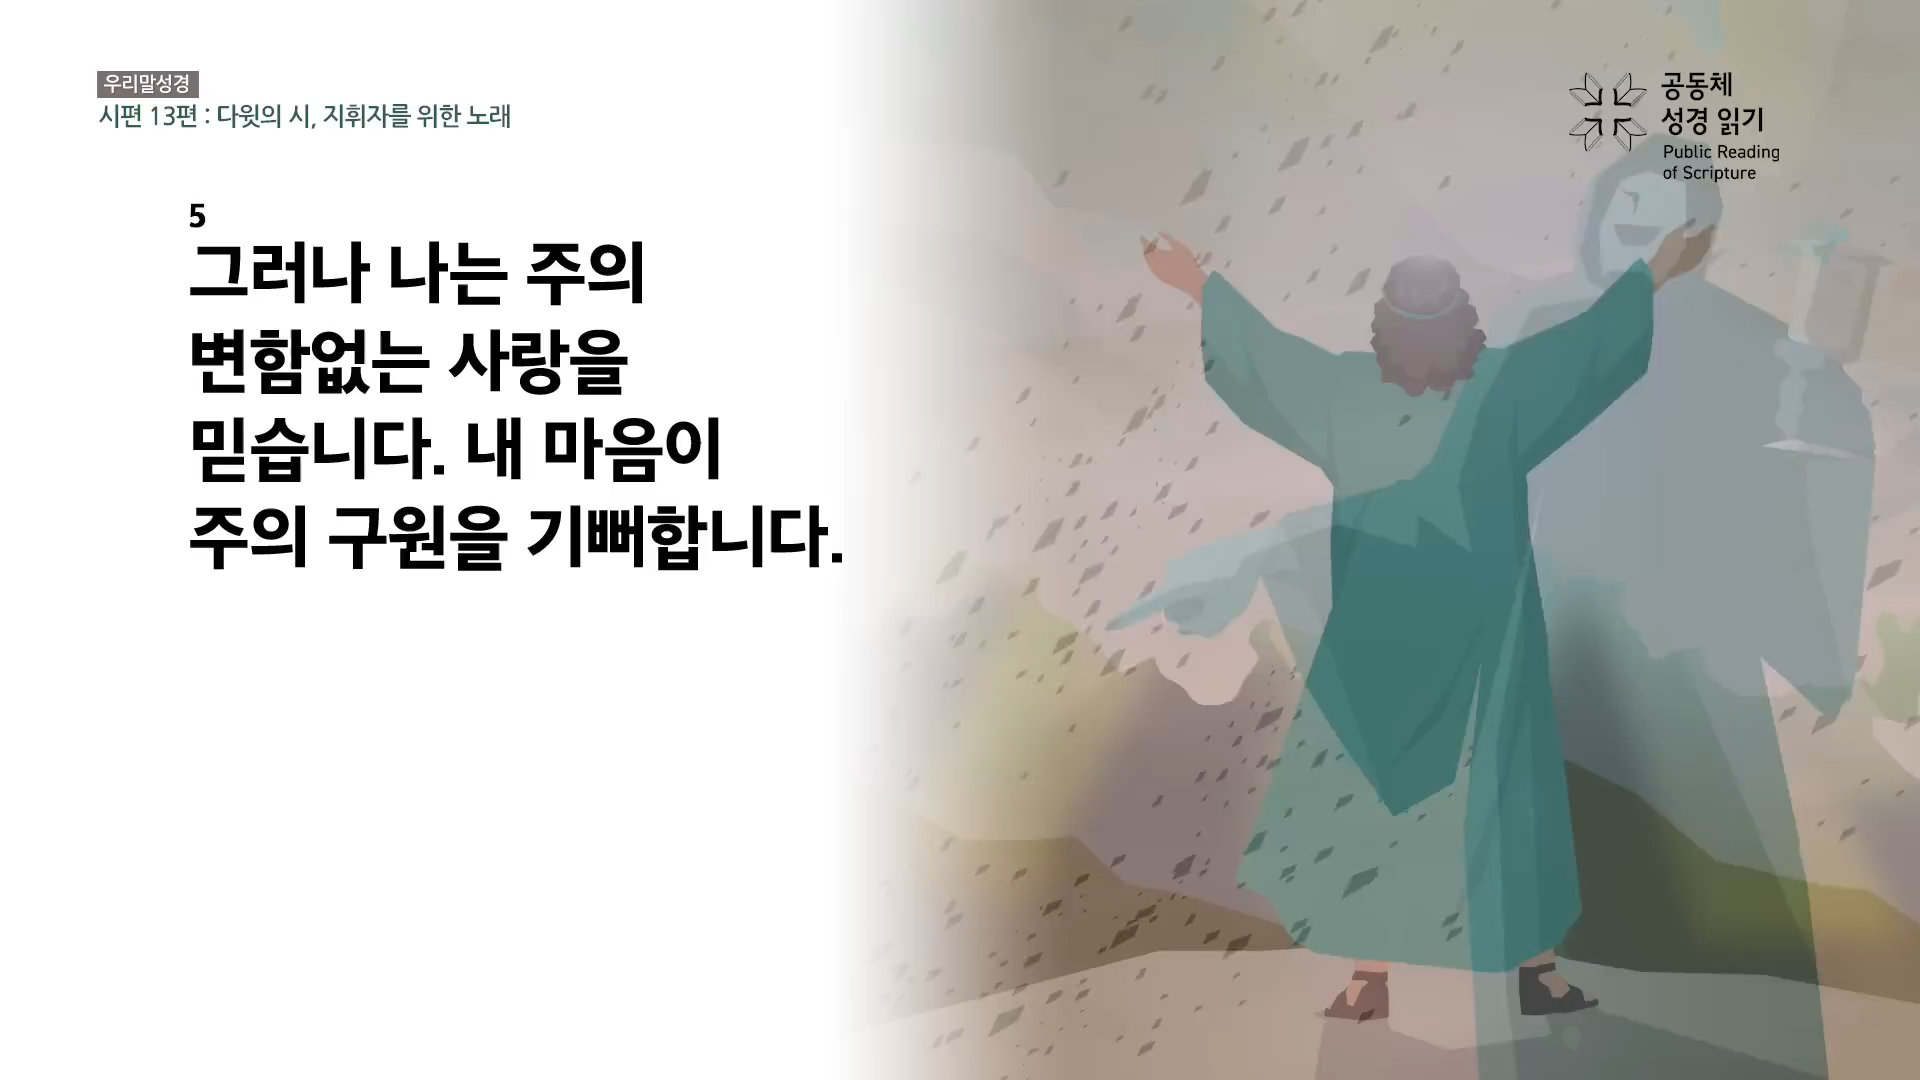 우리말성경
시편 13편 : 다윗의 시, 지휘자를 위한 노래
5
그러나 나는 주의
변함없는 사랑을
믿습니다. 내 마음이
주의 구원을 기뻐합니다.
공동체
성경 읽기
Public Reading
of Scripture